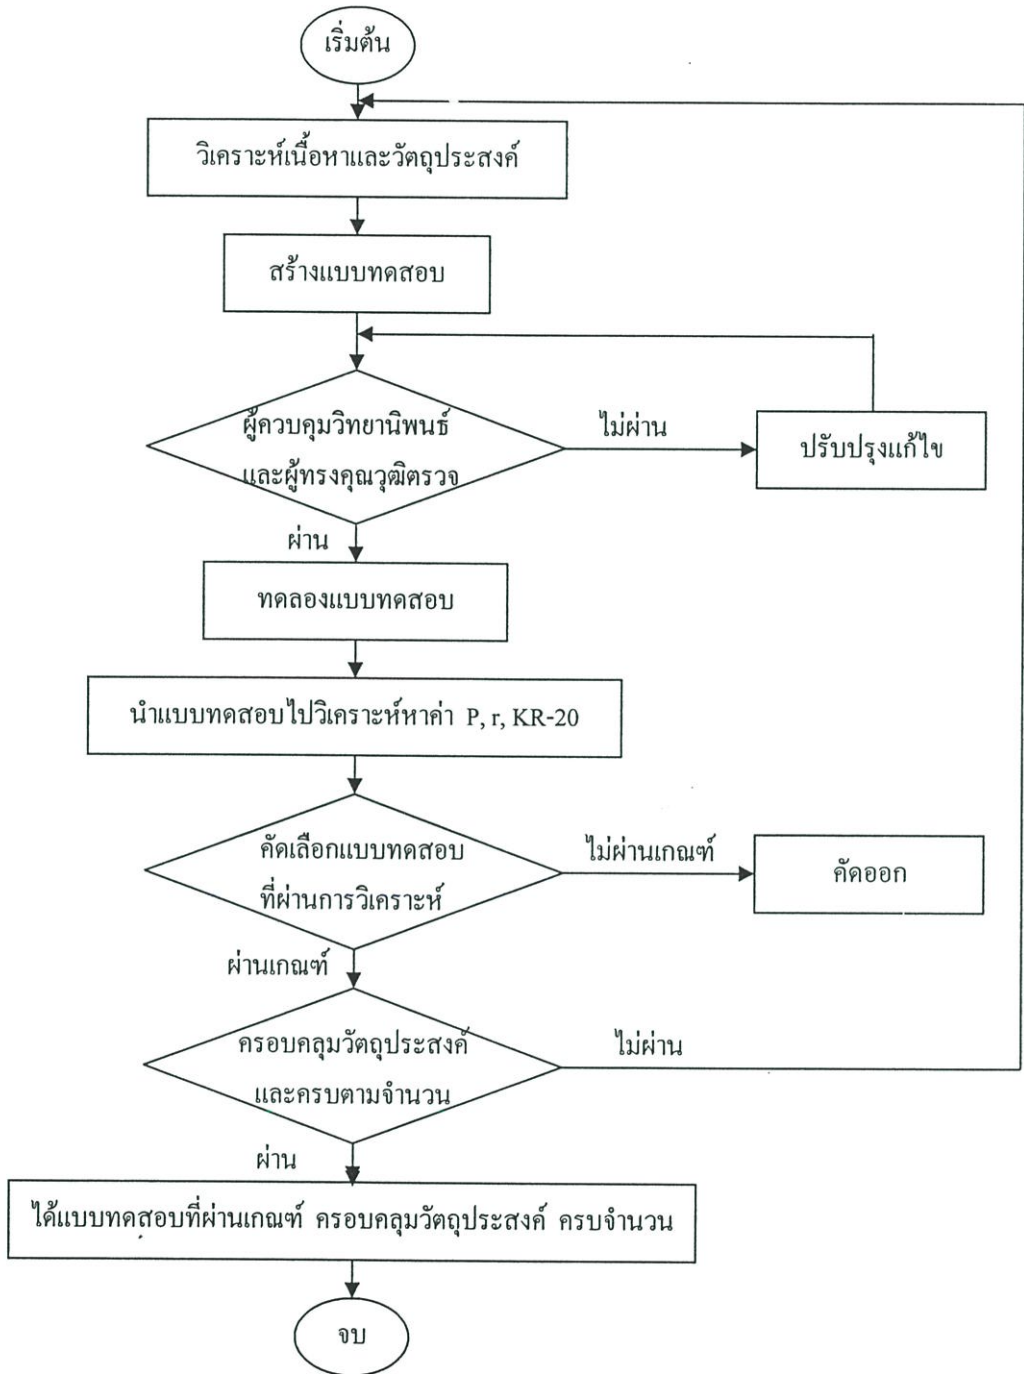 เริ่มต้น
วิเคราะห์เนื้อหาและวัตถุประสงค์
สร้างแบบทดสอบ
ผู้ควบคุมวิทยานิพนธ์
และผู้ทรงคุณวุฒิตรวจ
ไม่ผ่าน
ปรับปรุงแก้ไข
ผ่าน
ทดลองแบบทดสอบ
นำแบบทดสอบไปวิเคราะห์หาค่า P, r, KR-20
คัดเลือกแบบทดสอบ
ที่ผ่านการวิเคราะห์
ไม่ผ่านเกณฑ์
คัดออก
ผ่านเกณฑ์
ครอบคลุมวัตถุประสงค์
และครบตามจำนวน
ไม่ผ่าน
ผ่าน
ได้แบบทดสอบที่ผ่านเกณฑ์ ครอบคลุมวัตถุประสงค์ ครบจำนวน
จบ